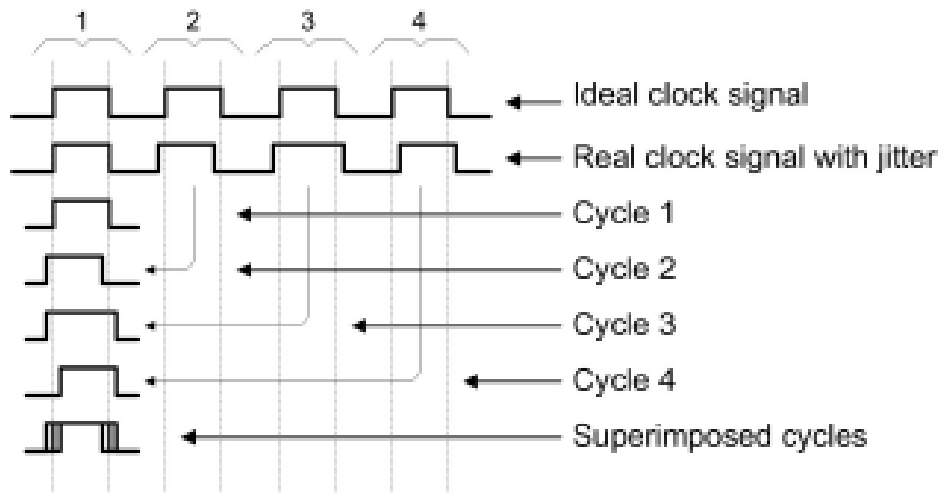 1 2 3 4
Ideal clock signal
Real clock signal with jitter
Cycle 1
Cycle 2
Cycle 3
Cycle 4
Superimposed cycles